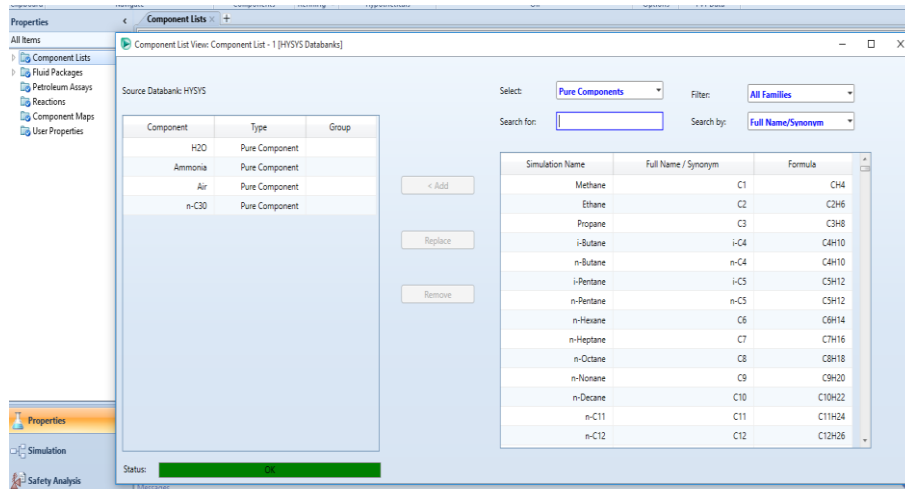 Properties
Component Lists × +
All Items
Component Lists
Fluid Packages
Petroleum Assays
Reactions
Component Maps
User Properties
Component List View: Component List - 1 [HYSYS Databanks]
Source Databank: HYSYS
Select: Pure Components Filter: All Families
Search for: Search by: Full Name/Synonym
Component Type Group
H2O Pure Component
Ammonia Pure Component
Air Pure Component
n-C30 Pure Component
< Add
Replace
Remove
Simulation Name Full Name / Synonym Formula
Methane C1 CH4
Ethane C2 C2H6
Propane C3 C3H8
i-Butane i-C4 C4H10
n-Butane n-C4 C4H10
i-Pentane i-C5 C5H12
n-Pentane n-C5 C5H12
n-Hexane C6 C6H14
n-Heptane C7 C7H16
n-Octane C8 C8H18
n-Nonane C9 C9H20
n-Decane C10 C10H22
n-C11 C11 C11H24
n-C12 C12 C12H26
Properties
Simulation
Safety Analysis
Status: OK